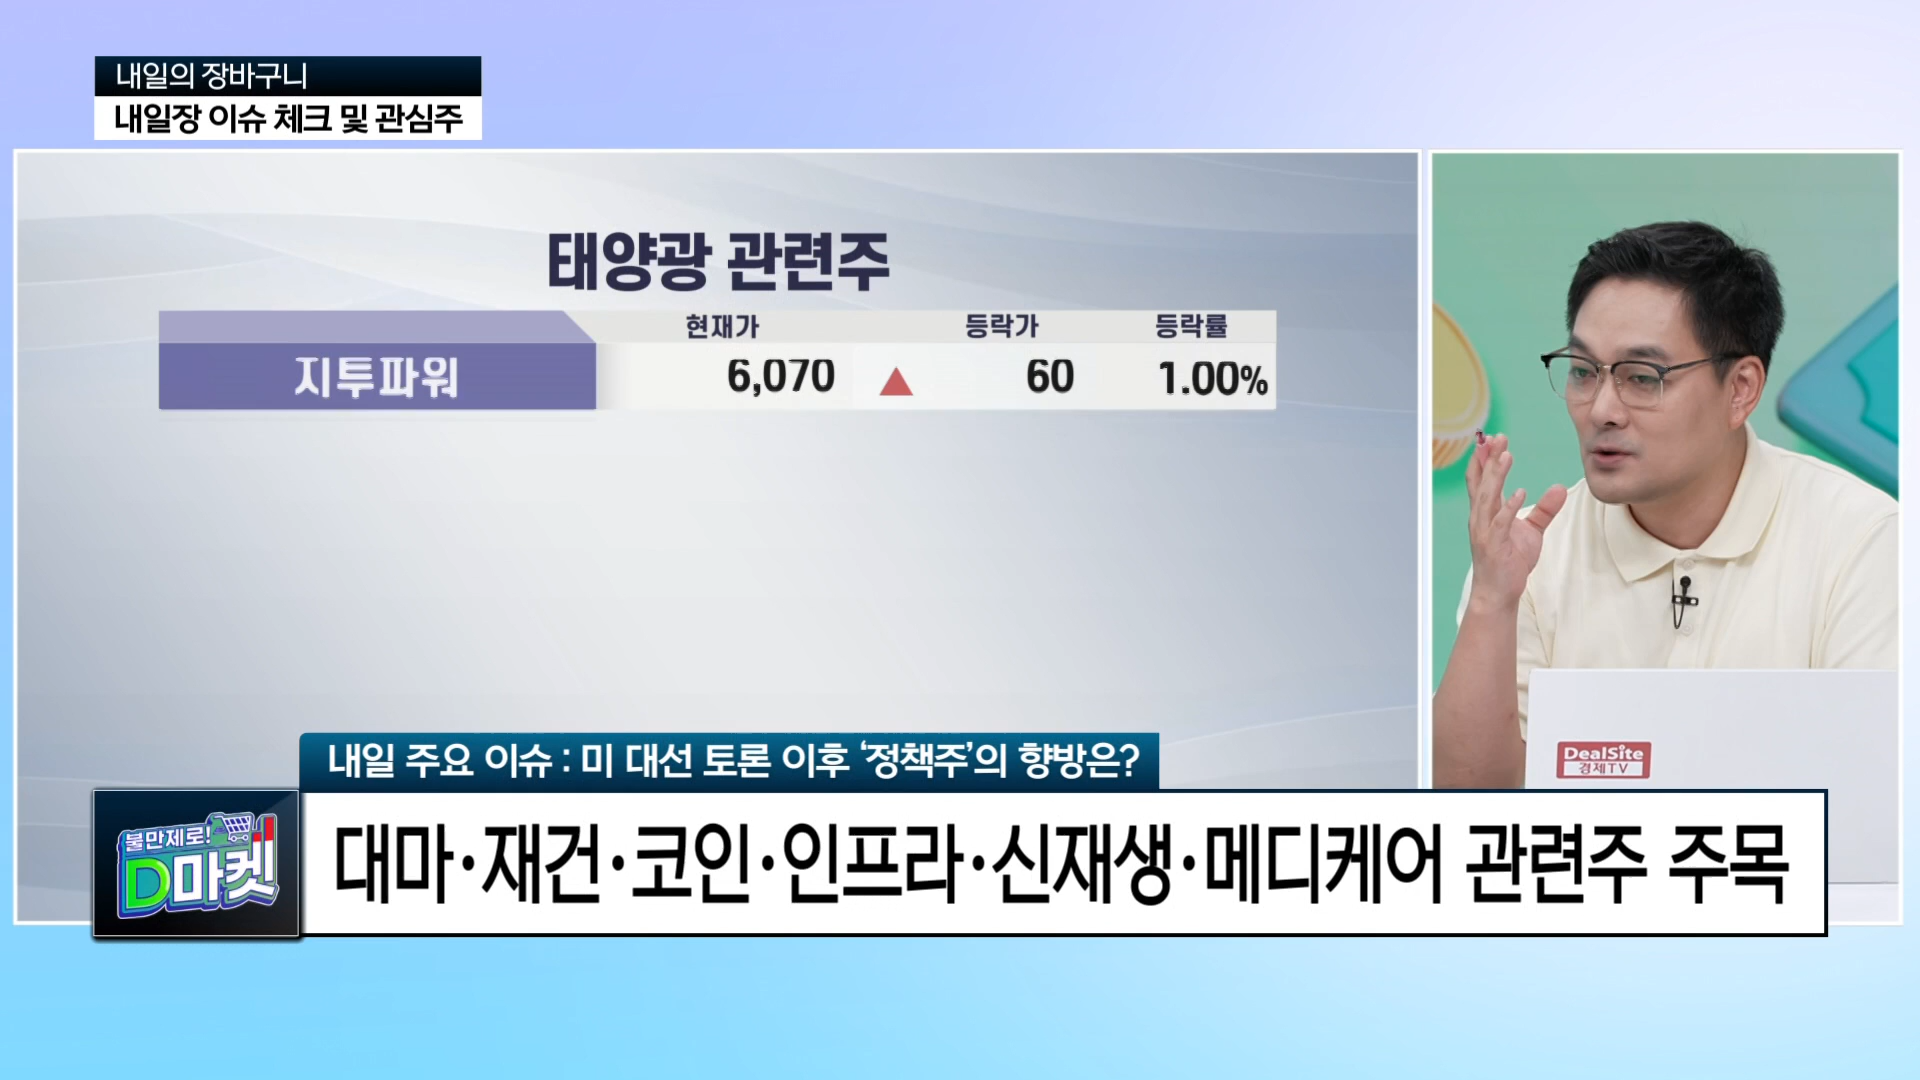 내일의 장바구니
내일장 이슈 체크 및 관심주
태양광 관련주
현재가 등락가 등락률
지투파워 6,070 ▲ 60 1.00%
DealSite
경제TV
내일 주요 이슈 : 미 대선 토론 이후 ‘정책주’의 향방은?
불만제로!
D마켓
대마·재건·코인·인프라·신재생·메디케어 관련주 주목